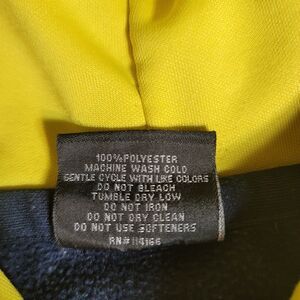 100% POLYESTER
MACHINE WASH COLD
GENTLE CYCLE WITH LIKE COLORS
DO NOT BLEACH
TUMBLE DRY LOW
DO NOT IRON
DO NOT DRY CLEAN
DO NOT USE SOFTENERS
RN# 114166